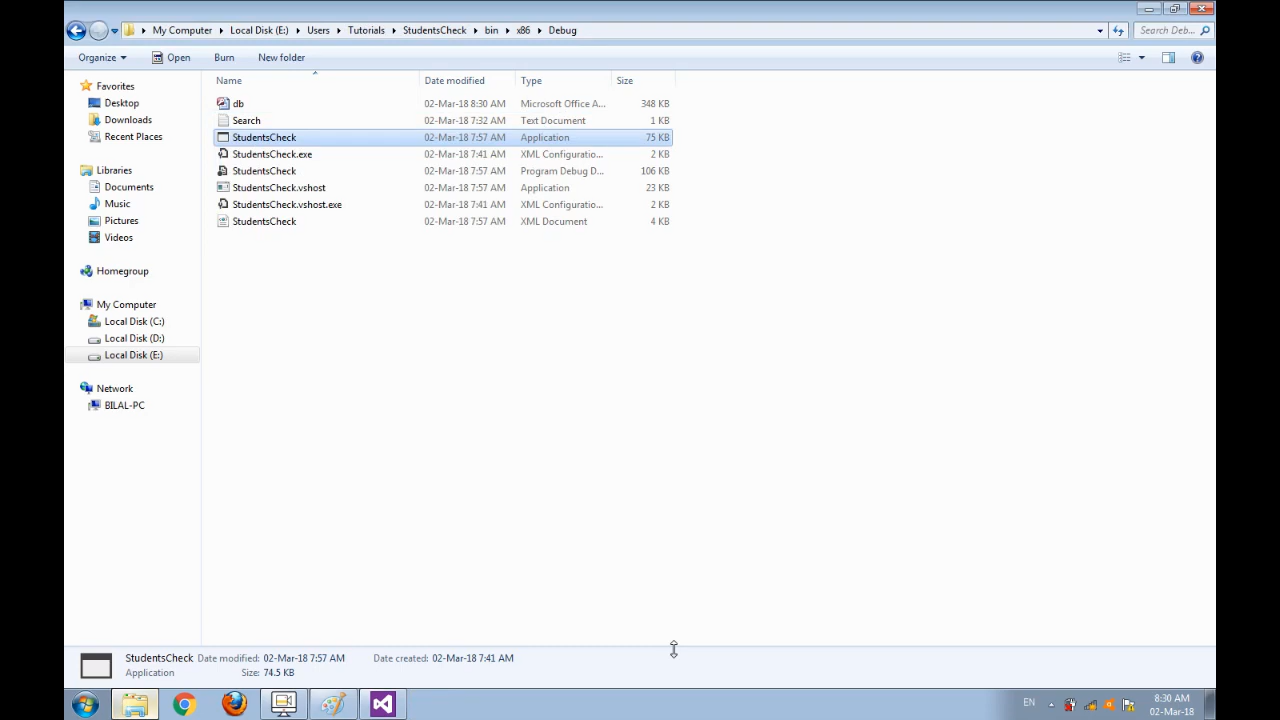 My Computer Local Disk (E:) Users Tutorials StudentsCheck bin x86 Debug Search Deb...
Organize Open Burn New folder
Name Date modified Type Size
Favorites
Desktop
Downloads
Recent Places
Libraries
Documents
Music
Pictures
Videos
Homegroup
My Computer
Local Disk (C:)
Local Disk (D:)
Local Disk (E:)
Network
BILAL-PC
db 02-Mar-18 8:30 AM Microsoft Office A... 348 KB
Search 02-Mar-18 7:32 AM Text Document 1 KB
StudentsCheck 02-Mar-18 7:57 AM Application 75 KB
StudentsCheck.exe 02-Mar-18 7:41 AM XML Configuratio... 2 KB
StudentsCheck 02-Mar-18 7:57 AM Program Debug D... 106 KB
StudentsCheck.vshost 02-Mar-18 7:57 AM Application 23 KB
StudentsCheck.vshost.exe 02-Mar-18 7:41 AM XML Configuratio... 2 KB
StudentsCheck 02-Mar-18 7:57 AM XML Document 4 KB
StudentsCheck Date modified: 02-Mar-18 7:57 AM Date created: 02-Mar-18 7:41 AM
Application Size: 74.5 KB
EN 8:30 AM
02-Mar-18